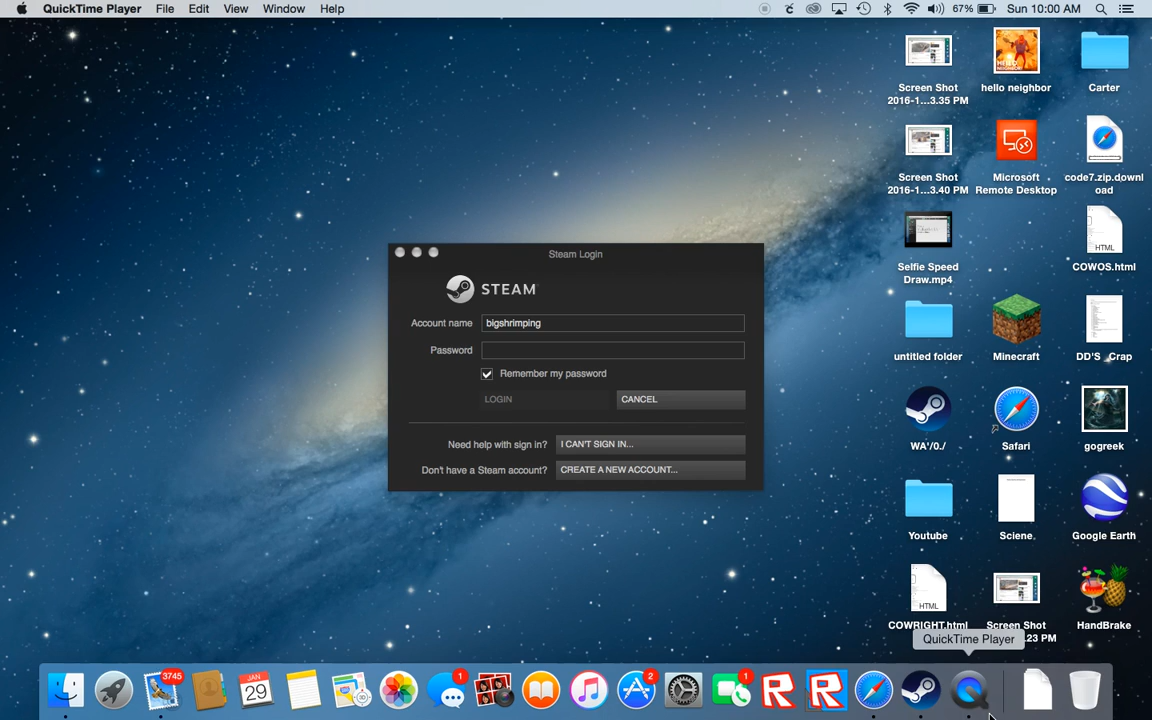 QuickTime Player File Edit View Window Help 67% Sun 10:00 AM
Screen Shot
2016-1...3.35 PM
hello neighbor
Carter
Screen Shot
2016-1...3.40 PM
Microsoft
Remote Desktop
code7.zip.downl
oad
Selfie Speed
Draw.mp4
HTML
COWOS.html
untitled folder
Minecraft
DD'S Crap
WA'/0./
Safari
gogreek
Youtube
Sciene
Google Earth
HTML
COWRIGHT.html
Screen Shot
.23 PM
HandBrake
Steam Login
STEAM
Account name bigshrimping
Password
Remember my password
LOGIN CANCEL
Need help with sign in? I CAN'T SIGN IN...
Don't have a Steam account? CREATE A NEW ACCOUNT...
QuickTime Player
3745
JAN
29
1
2
1